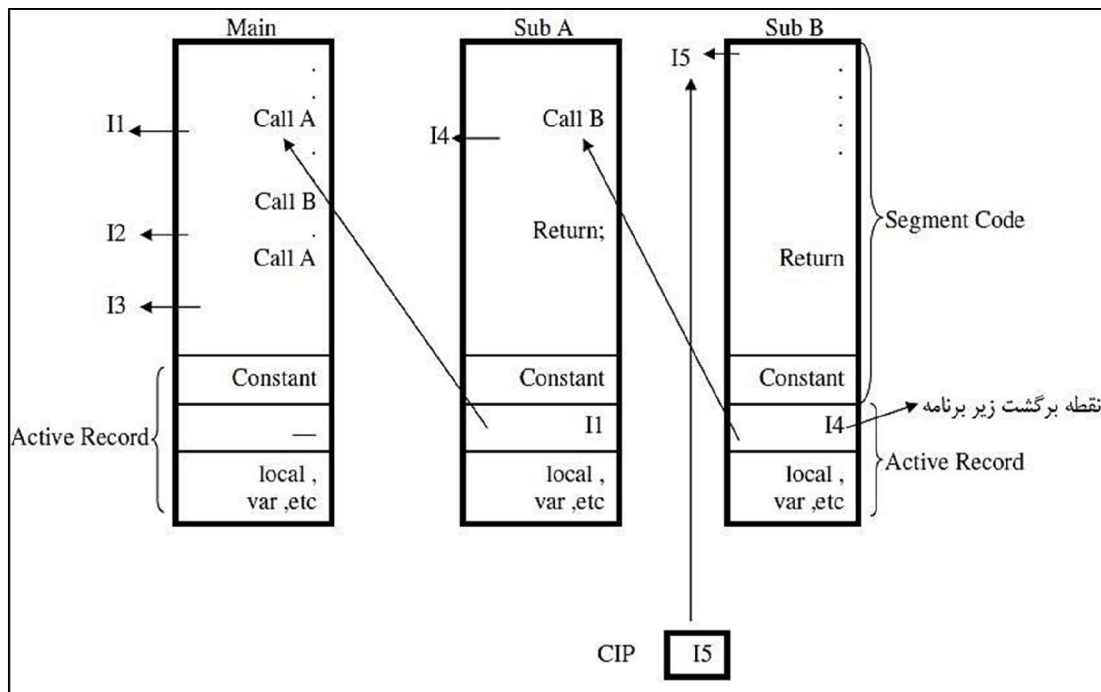 Main
Sub A
Sub B
I1
Call A
.
.
.
Call B
I2
.
Call A
I3
Constant
Active Record
—
local ,
var ,etc
I4
Call B
Return;
Constant
I1
local ,
var ,etc
I5
.
.
.
.
Return
Segment Code
Constant
I4
نقطه برگشت زیر برنامه
Active Record
local ,
var ,etc
CIP
I5